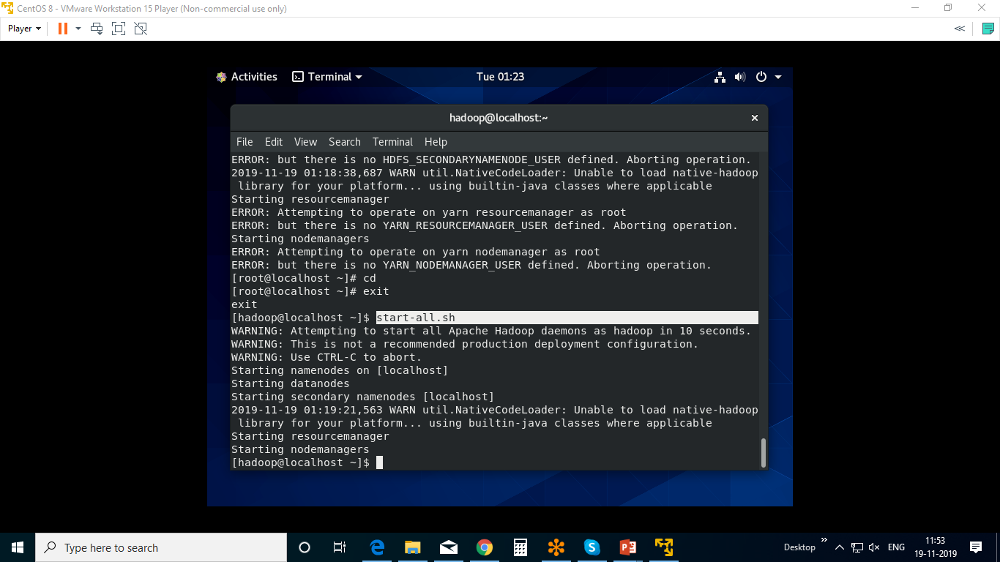 CentOS 8 - VMware Workstation 15 Player (Non-commercial use only)
Player
Activities
Terminal
Tue 01:23
hadoop@localhost:~
File Edit View Search Terminal Help
ERROR: but there is no HDFS_SECONDARYNAMENODE_USER defined. Aborting operation.
2019-11-19 01:18:38,687 WARN util.NativeCodeLoader: Unable to load native-hadoop
library for your platform... using builtin-java classes where applicable
Starting resourcemanager
ERROR: Attempting to operate on yarn resourcemanager as root
ERROR: but there is no YARN_RESOURCEMANAGER_USER defined. Aborting operation.
Starting nodemanagers
ERROR: Attempting to operate on yarn nodemanager as root
ERROR: but there is no YARN_NODEMANAGER_USER defined. Aborting operation.
[root@localhost ~]# cd
[root@localhost ~]# exit
exit
[hadoop@localhost ~]$ start-all.sh
WARNING: Attempting to start all Apache Hadoop daemons as hadoop in 10 seconds.
WARNING: This is not a recommended production deployment configuration.
WARNING: Use CTRL-C to abort.
Starting namenodes on [localhost]
Starting datanodes
Starting secondary namenodes [localhost]
2019-11-19 01:19:21,563 WARN util.NativeCodeLoader: Unable to load native-hadoop
library for your platform... using builtin-java classes where applicable
Starting resourcemanager
Starting nodemanagers
[hadoop@localhost ~]$
Type here to search
Desktop
ENG
11:53
19-11-2019